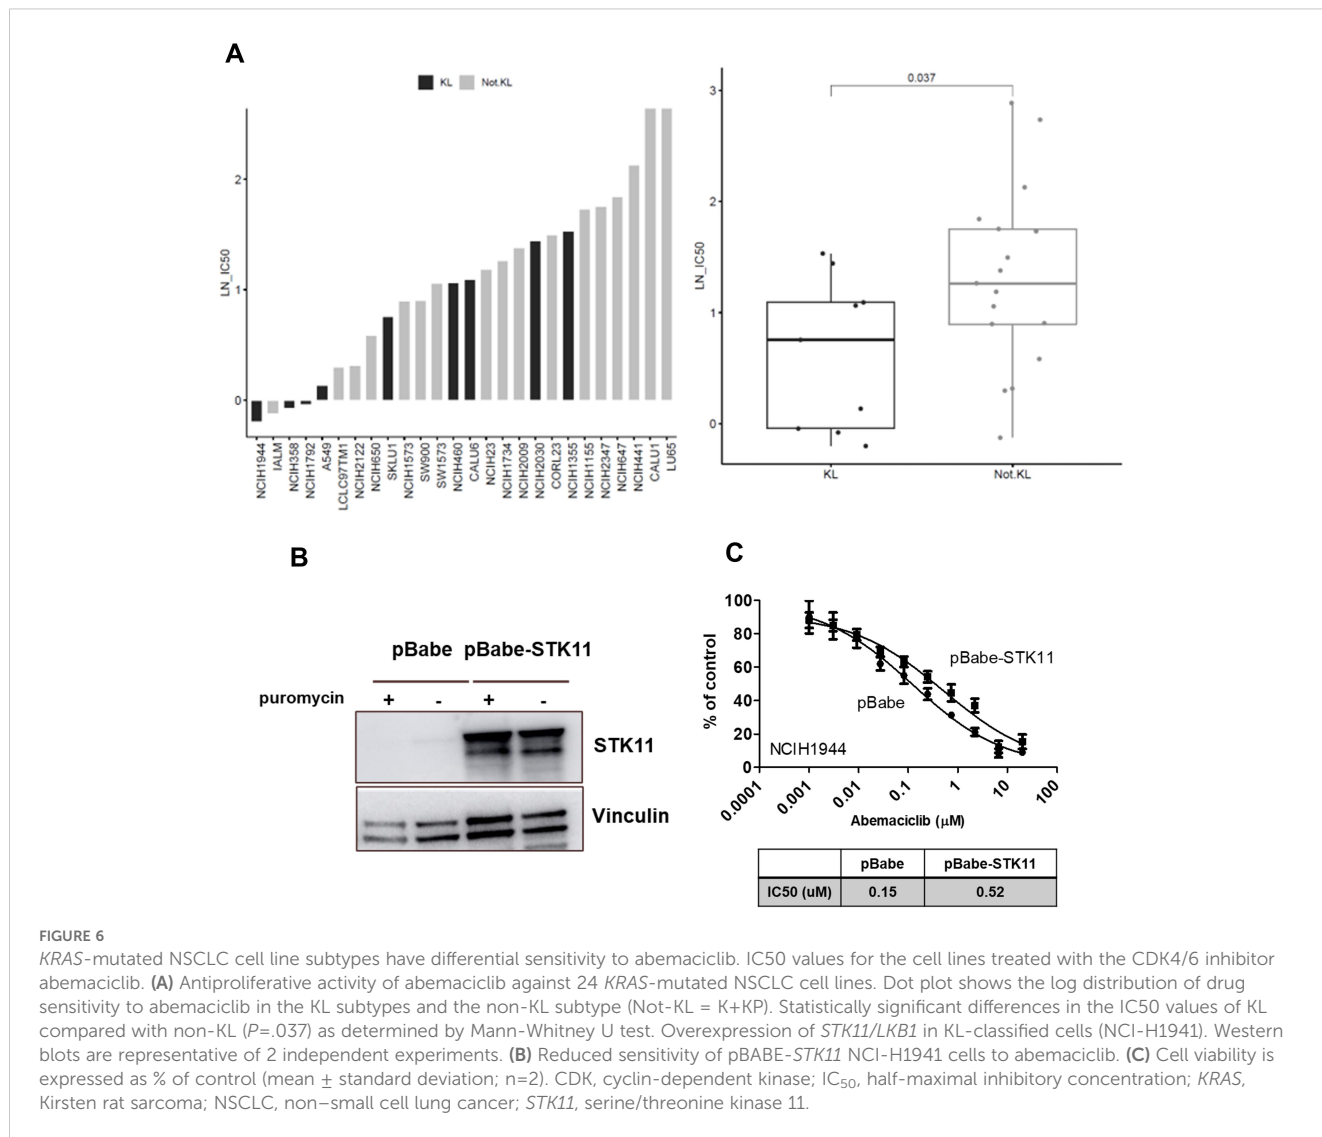 A
KL Not.KL
LN_IC50
2
1
0
NCIH1944
IALM
NCIH358
NCIH1792
A549
LCLC97TM1
NCIH2122
NCIH650
SKLU1
NCIH1573
SW900
SW1573
NCIH460
CALU6
NCIH23
NCIH1734
NCIH2009
NCIH2030
CORL23
NCIH1355
NCIH1155
NCIH2347
NCIH647
NCIH441
CALU1
LU65
0.037
LN_IC50
3
2
1
0
KL Not.KL
B
pBabe pBabe-STK11
puromycin + - + -
STK11
Vinculin
C
% of control
100
80
60
40
20
0
pBabe-STK11
pBabe
NCIH1944
0.0001 0.001 0.01 0.1 1 10 100
Abemaciclib (μM)
pBabe pBabe-STK11
IC50 (uM) 0.15 0.52
FIGURE 6
KRAS-mutated NSCLC cell line subtypes have differential sensitivity to abemaciclib. IC50 values for the cell lines treated with the CDK4/6 inhibitor
abemaciclib. (A) Antiproliferative activity of abemaciclib against 24 KRAS-mutated NSCLC cell lines. Dot plot shows the log distribution of drug
sensitivity to abemaciclib in the KL subtypes and the non-KL subtype (Not-KL = K+KP). Statistically significant differences in the IC50 values of KL
compared with non-KL (P=.037) as determined by Mann-Whitney U test. Overexpression of STK11/LKB1 in KL-classified cells (NCI-H1941). Western
blots are representative of 2 independent experiments. (B) Reduced sensitivity of pBABE-STK11 NCI-H1941 cells to abemaciclib. (C) Cell viability is
expressed as % of control (mean ± standard deviation; n=2). CDK, cyclin-dependent kinase; IC50, half-maximal inhibitory concentration; KRAS,
Kirsten rat sarcoma; NSCLC, non–small cell lung cancer; STK11, serine/threonine kinase 11.